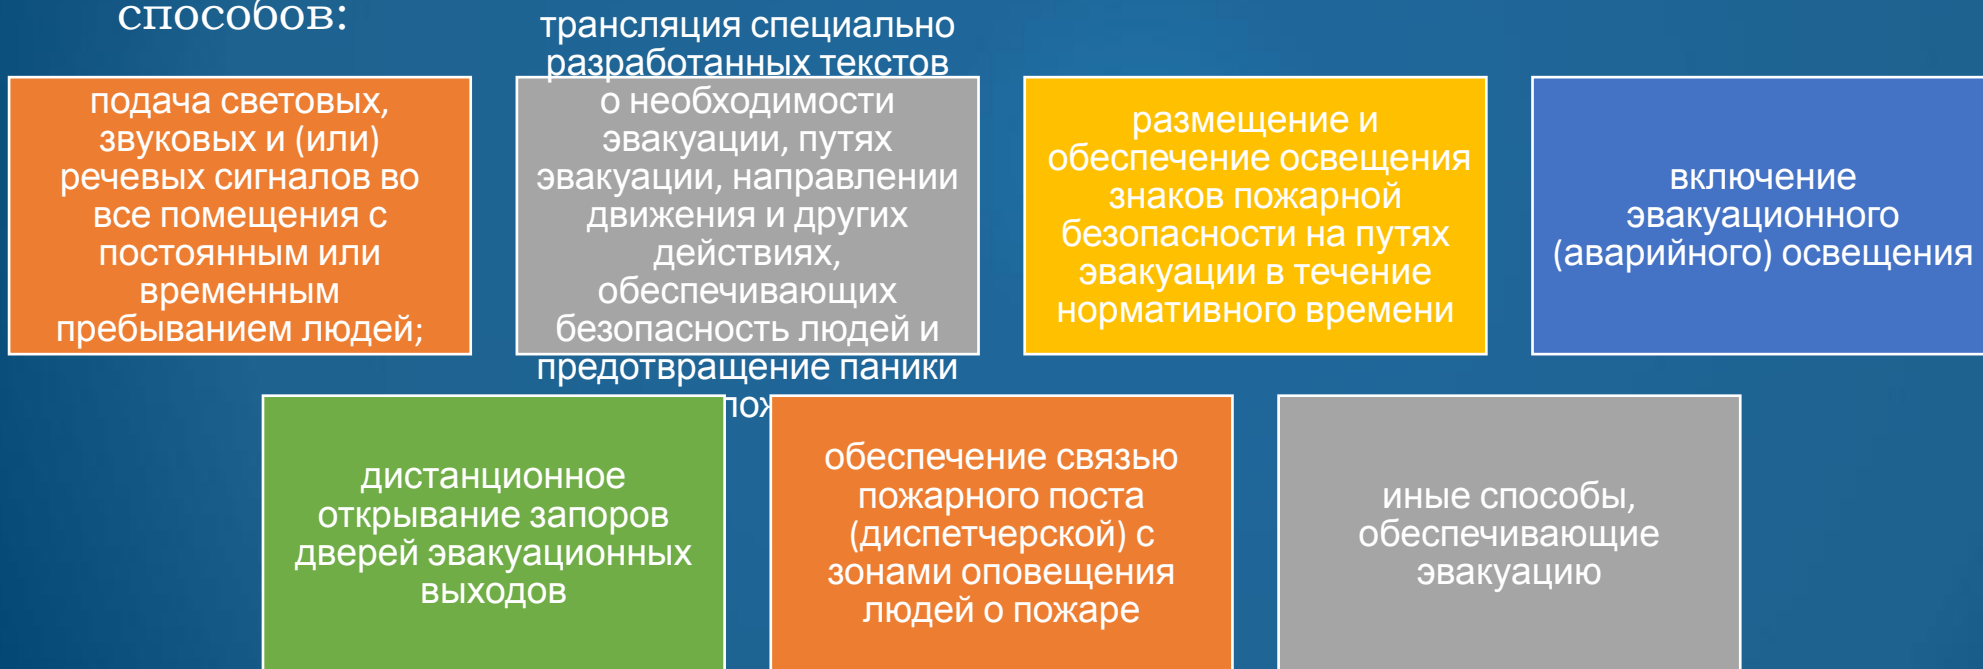 способов:
подача световых,
звуковых и (или)
речевых сигналов во
все помещения с
постоянным или
временным
пребыванием людей;
трансляция специально
разработанных текстов
о необходимости
эвакуации, путях
эвакуации, направлении
движения и других
действиях,
обеспечивающих
безопасность людей и
предотвращение паники
размещение и
обеспечение освещения
знаков пожарной
безопасности на путях
эвакуации в течение
нормативного времени
включение
эвакуационного
(аварийного) освещения
дистанционное
открывание запоров
дверей эвакуационных
выходов
обеспечение связью
пожарного поста
(диспетчерской) с
зонами оповещения
людей о пожаре
иные способы,
обеспечивающие
эвакуацию